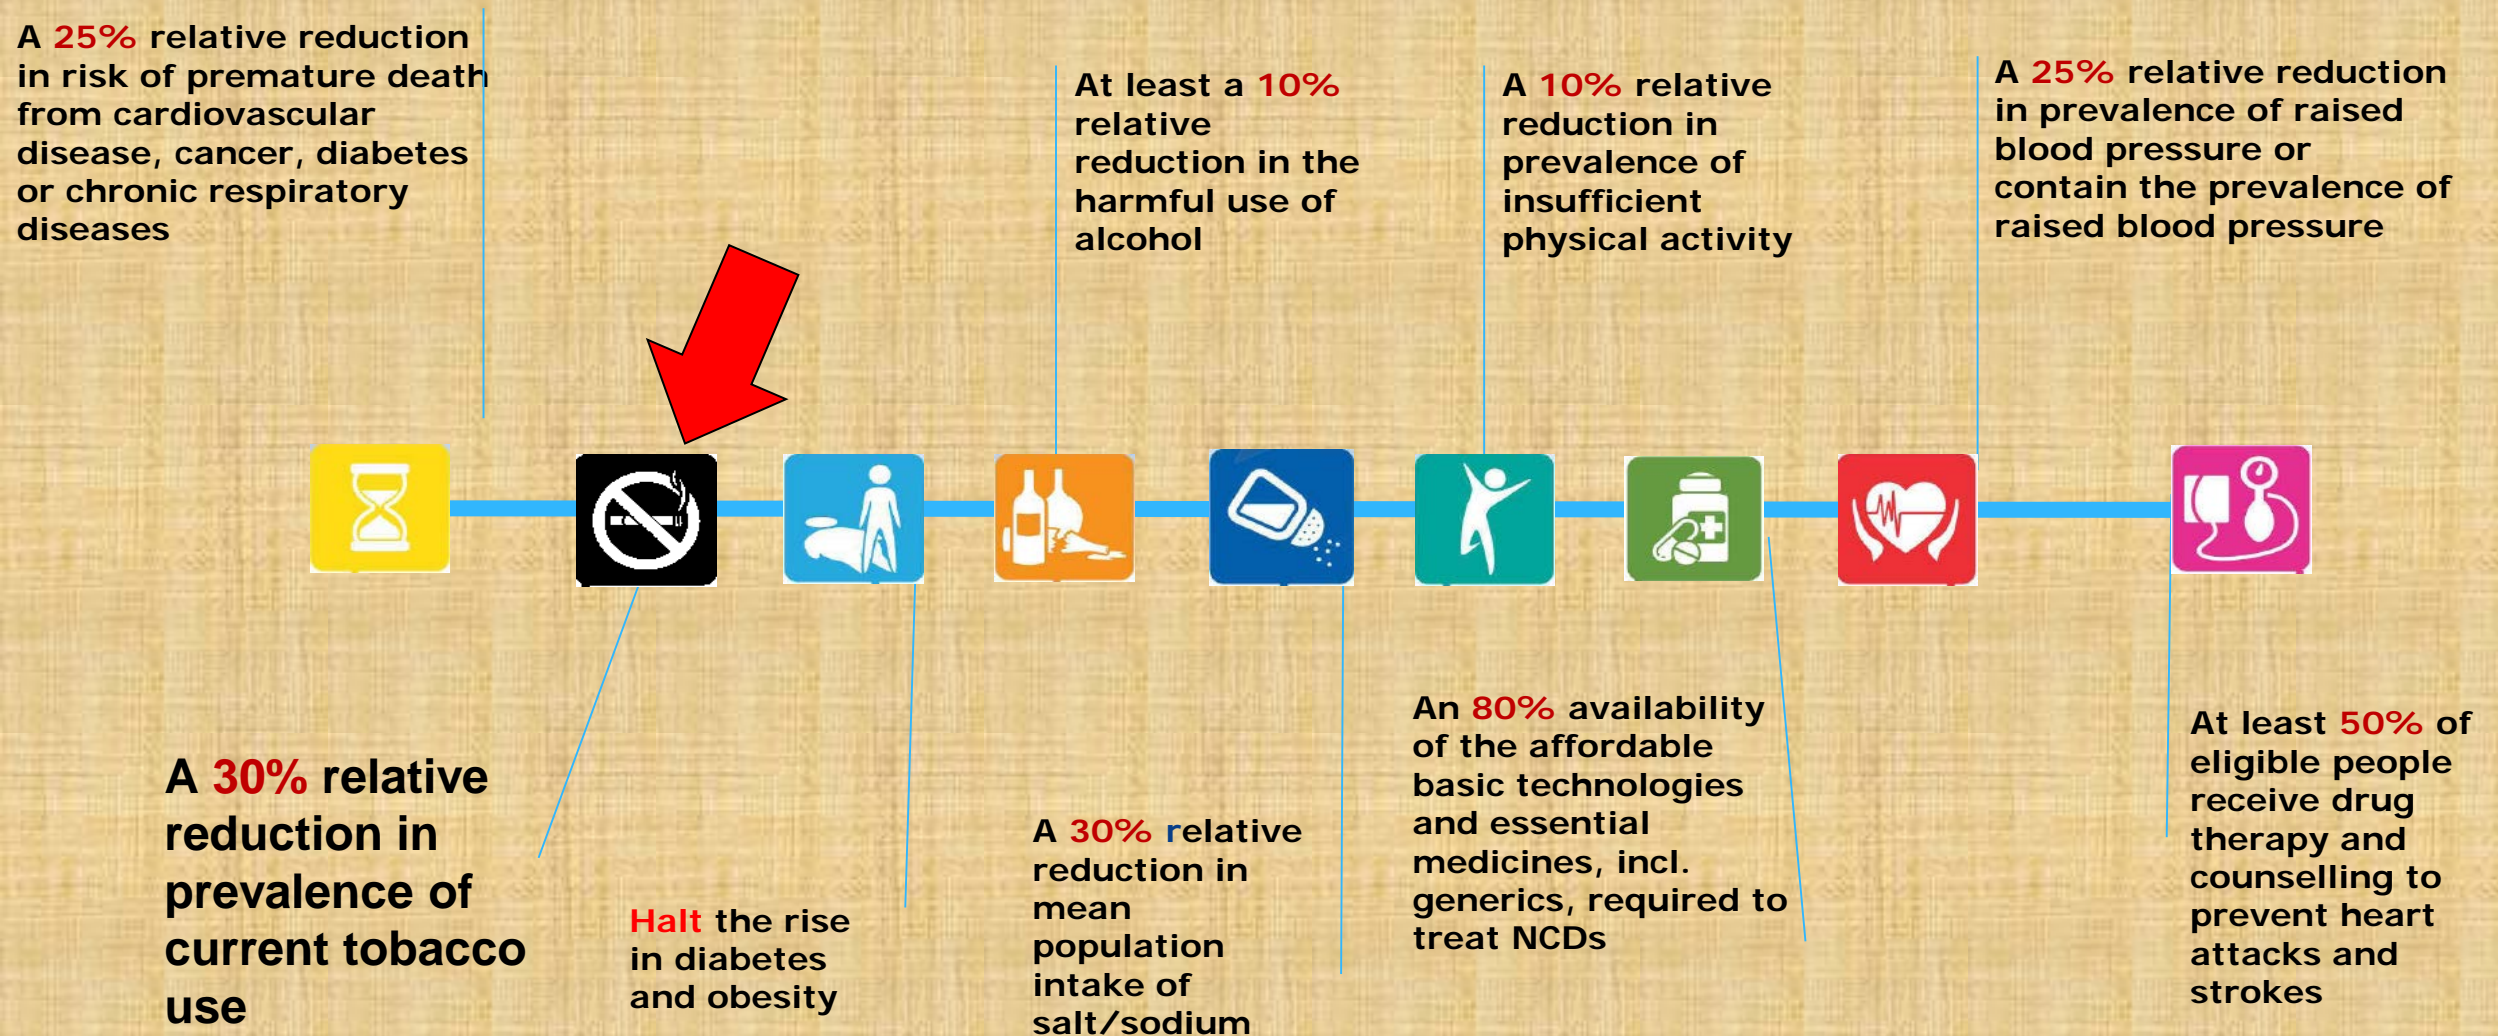 A 25% relative reduction
in risk of premature death
from cardiovascular
disease, cancer, diabetes
or chronic respiratory
diseases
At least a 10%
relative
reduction in the
harmful use of
alcohol
A 10% relative
reduction in
prevalence of
insufficient
physical activity
A 25% relative reduction
in prevalence of raised
blood pressure or
contain the prevalence of
raised blood pressure
A 30% relative
reduction in
prevalence of
current tobacco
use
Halt the rise
in diabetes
and obesity
A 30% relative
reduction in
mean
population
intake of
salt/sodium
An 80% availability
of the affordable
basic technologies
and essential
medicines, incl.
generics, required to
treat NCDs
At least 50% of
eligible people
receive drug
therapy and
counselling to
prevent heart
attacks and
strokes